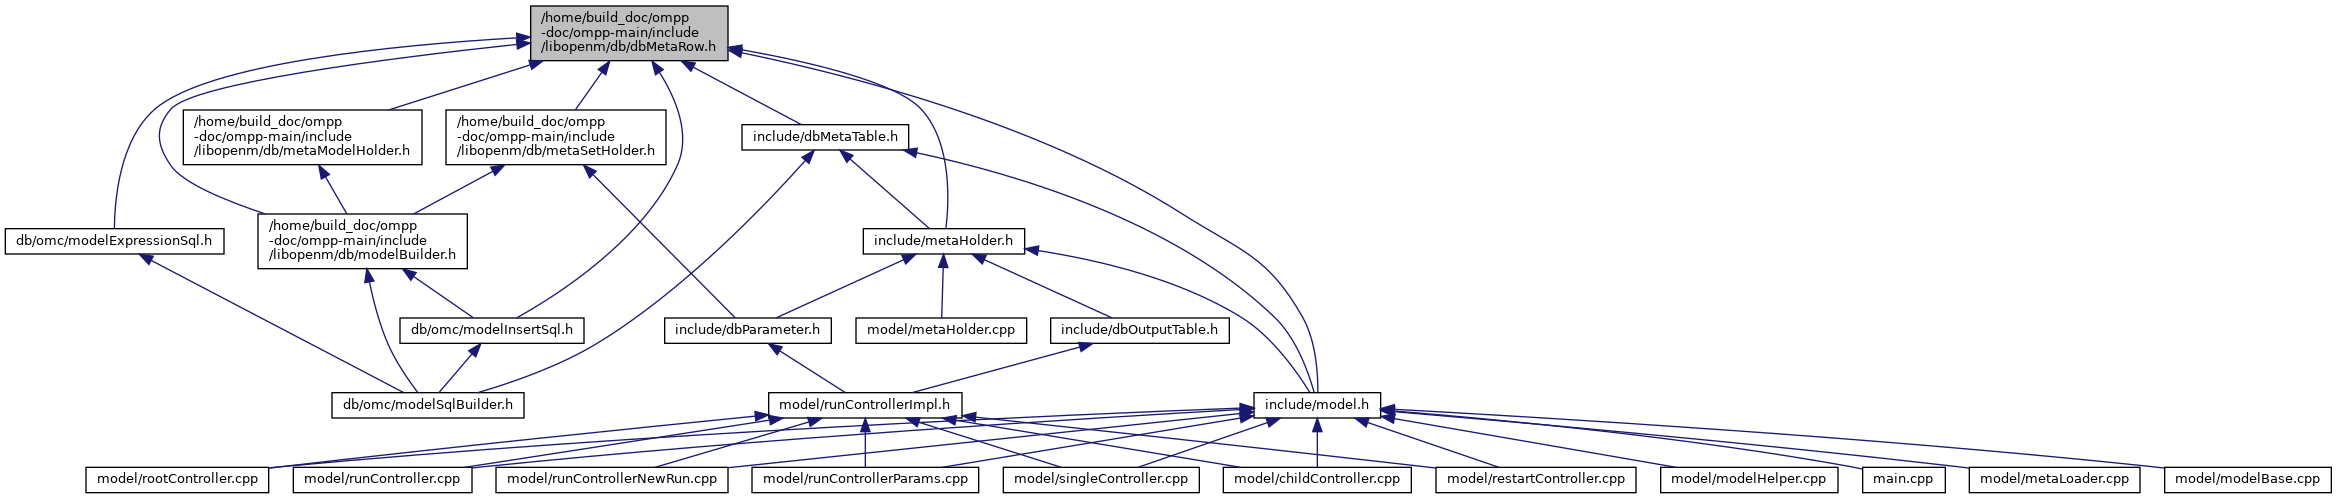 /home/build_doc/ompp
-doc/ompp-main/include
/libopenm/db/dbMetaRow.h
/home/build_doc/ompp
-doc/ompp-main/include
/libopenm/db/metaModelHolder.h
/home/build_doc/ompp
-doc/ompp-main/include
/libopenm/db/metaSetHolder.h
include/dbMetaTable.h
db/omc/modelExpressionSql.h
/home/build_doc/ompp
-doc/ompp-main/include
/libopenm/db/modelBuilder.h
include/metaHolder.h
db/omc/modelInsertSql.h
include/dbParameter.h
model/metaHolder.cpp
include/dbOutputTable.h
db/omc/modelSqlBuilder.h
model/runControllerImpl.h
include/model.h
model/rootController.cpp
model/runController.cpp
model/runControllerNewRun.cpp
model/runControllerParams.cpp
model/singleController.cpp
model/childController.cpp
model/restartController.cpp
model/modelHelper.cpp
main.cpp
model/metaLoader.cpp
model/modelBase.cpp